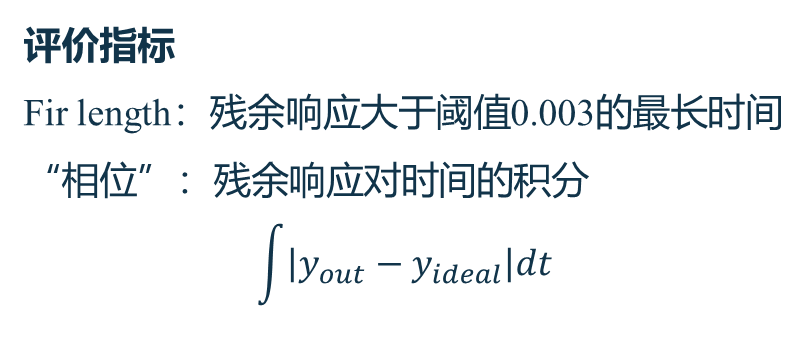 评价指标
Fir length：残余响应大于阈值0.003的最长时间
“相位”：残余响应对时间的积分
∫|y_out − y_ideal|dt